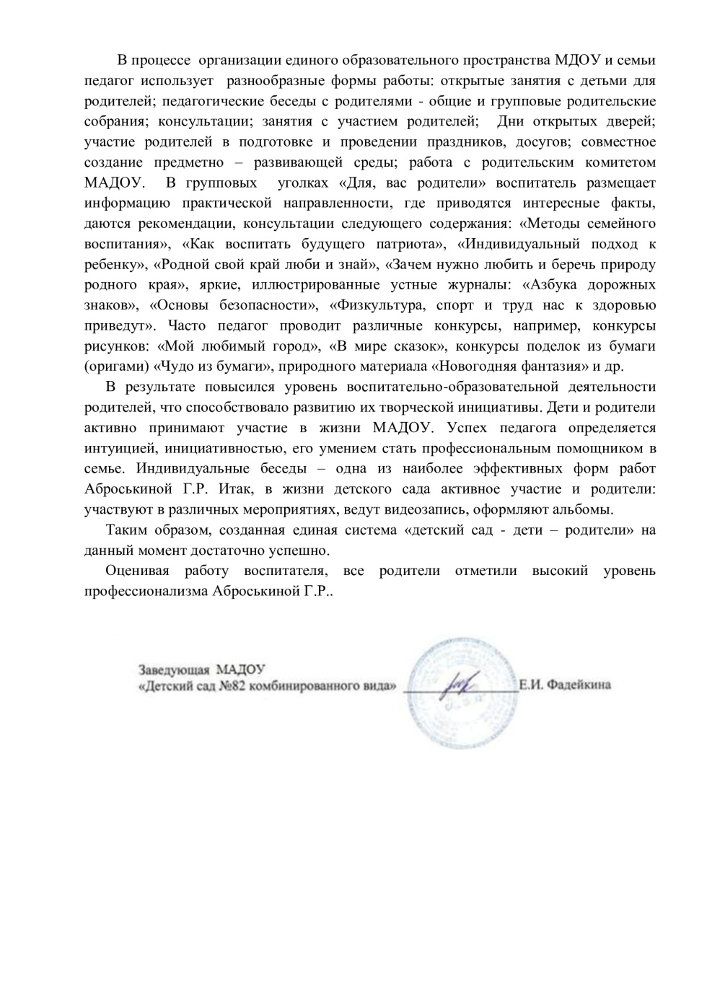 В процессе организации единого образовательного пространства МДОУ и семьи
педагог использует разнообразные формы работы: открытые занятия с детьми для
родителей; педагогические беседы с родителями - общие и групповые родительские
собрания; консультации; занятия с участием родителей; Дни открытых дверей;
участие родителей в подготовке и проведении праздников, досугов; совместное
создание предметно – развивающей среды; работа с родительским комитетом
МАДОУ. В групповых уголках «Для, вас родители» воспитатель размещает
информацию практической направленности, где приводятся интересные факты,
даются рекомендации, консультации следующего содержания: «Методы семейного
воспитания», «Как воспитать будущего патриота», «Индивидуальный подход к
ребенку», «Родной свой край люби и знай», «Зачем нужно любить и беречь природу
родного края», яркие, иллюстрированные устные журналы: «Азбука дорожных
знаков», «Основы безопасности», «Физкультура, спорт и труд нас к здоровью
приведут». Часто педагог проводит различные конкурсы, например, конкурсы
рисунков: «Мой любимый город», «В мире сказок», конкурсы поделок из бумаги
(оригами) «Чудо из бумаги», природного материала «Новогодняя фантазия» и др.
В результате повысился уровень воспитательно-образовательной деятельности
родителей, что способствовало развитию их творческой инициативы. Дети и родители
активно принимают участие в жизни МАДОУ. Успех педагога определяется
интуицией, инициативностью, его умением стать профессиональным помощником в
семье. Индивидуальные беседы – одна из наиболее эффективных форм работ
Аброськиной Г.Р. Итак, в жизни детского сада активное участие и родители:
участвуют в различных мероприятиях, ведут видеозапись, оформляют альбомы.
Таким образом, созданная единая система «детский сад - дети – родители» на
данный момент достаточно успешно.
Оценивая работу воспитателя, все родители отметили высокий уровень
профессионализма Аброськиной Г.Р..
Заведующая МАДОУ
«Детский сад №82 комбинированного вида» Е.И. Фадейкина